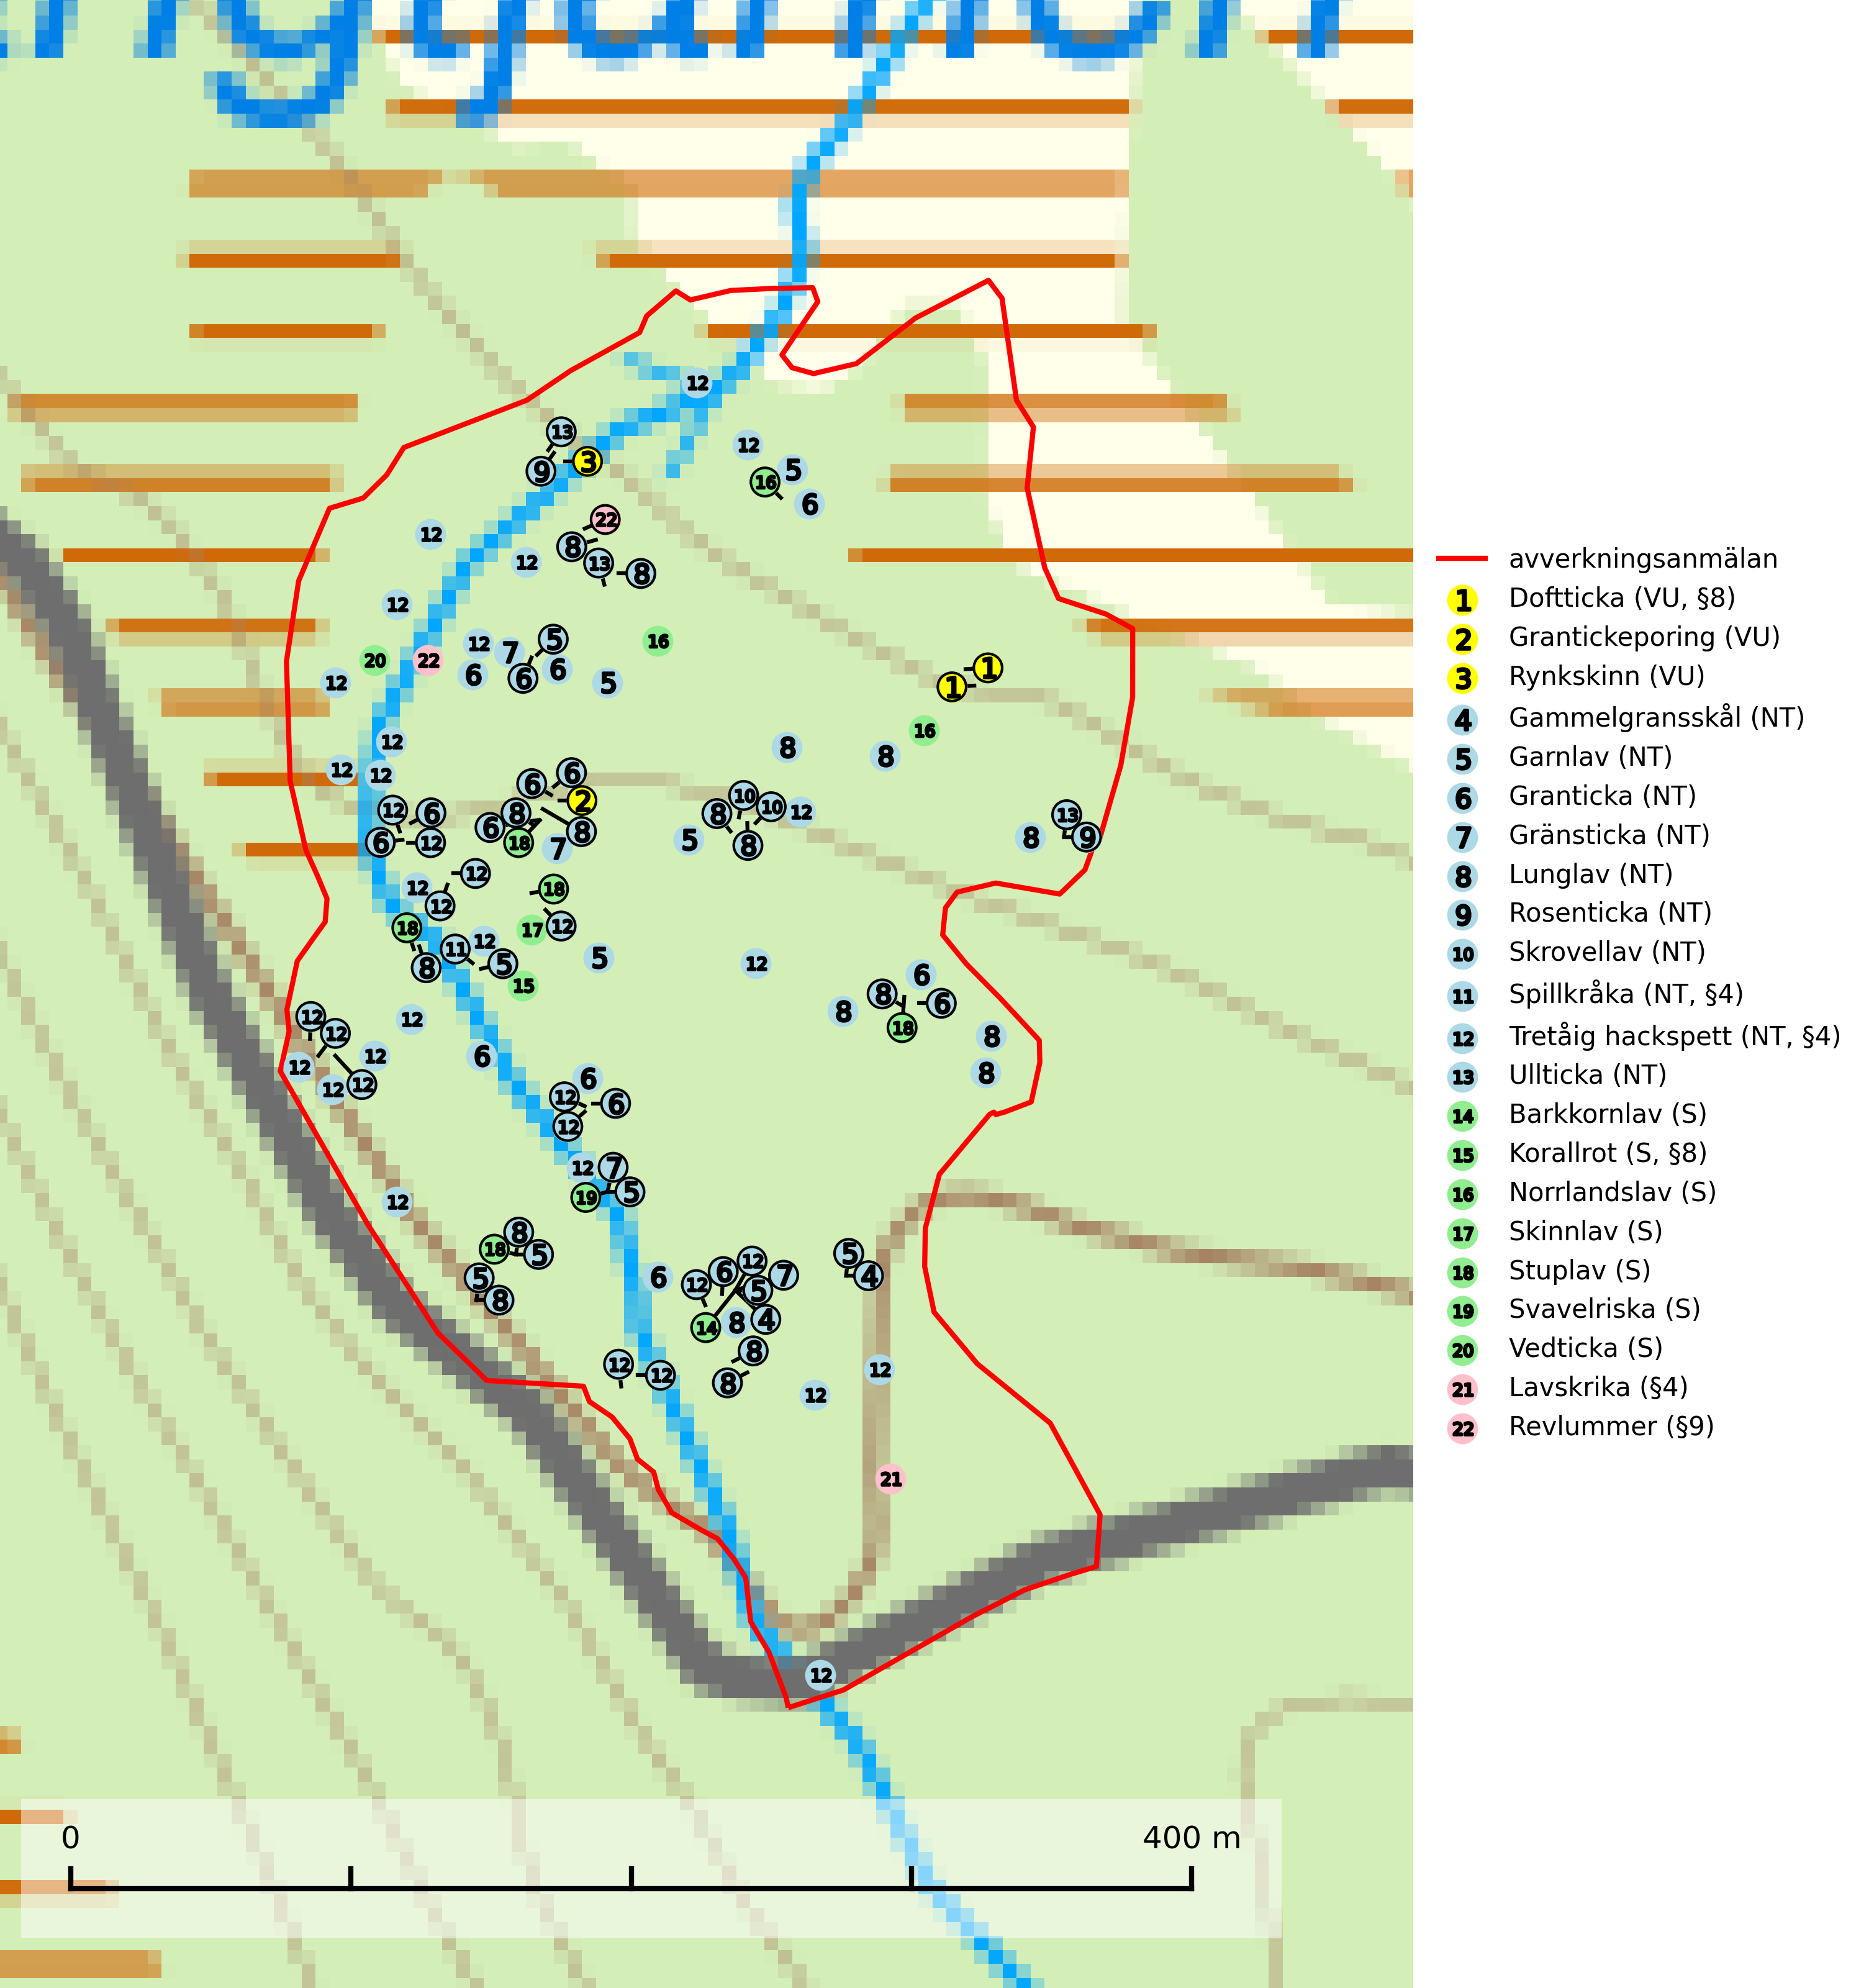 avverkningsanmälan
1 Doftticka (VU, §8)
2 Grantickeporing (VU)
3 Rynkskinn (VU)
4 Gammelgransskål (NT)
5 Garnlav (NT)
6 Granticka (NT)
7 Gränsticka (NT)
8 Lunglav (NT)
9 Rosenticka (NT)
10 Skrovellav (NT)
11 Spillkråka (NT, §4)
12 Tretåig hackspett (NT, §4)
13 Ullticka (NT)
14 Barkkornlav (S)
15 Korallrot (S, §8)
16 Norrlandslav (S)
17 Skinnlav (S)
18 Stuplav (S)
19 Svavelriska (S)
20 Vedticka (S)
21 Lavskrika (§4)
22 Revlummer (§9)
0 400 m